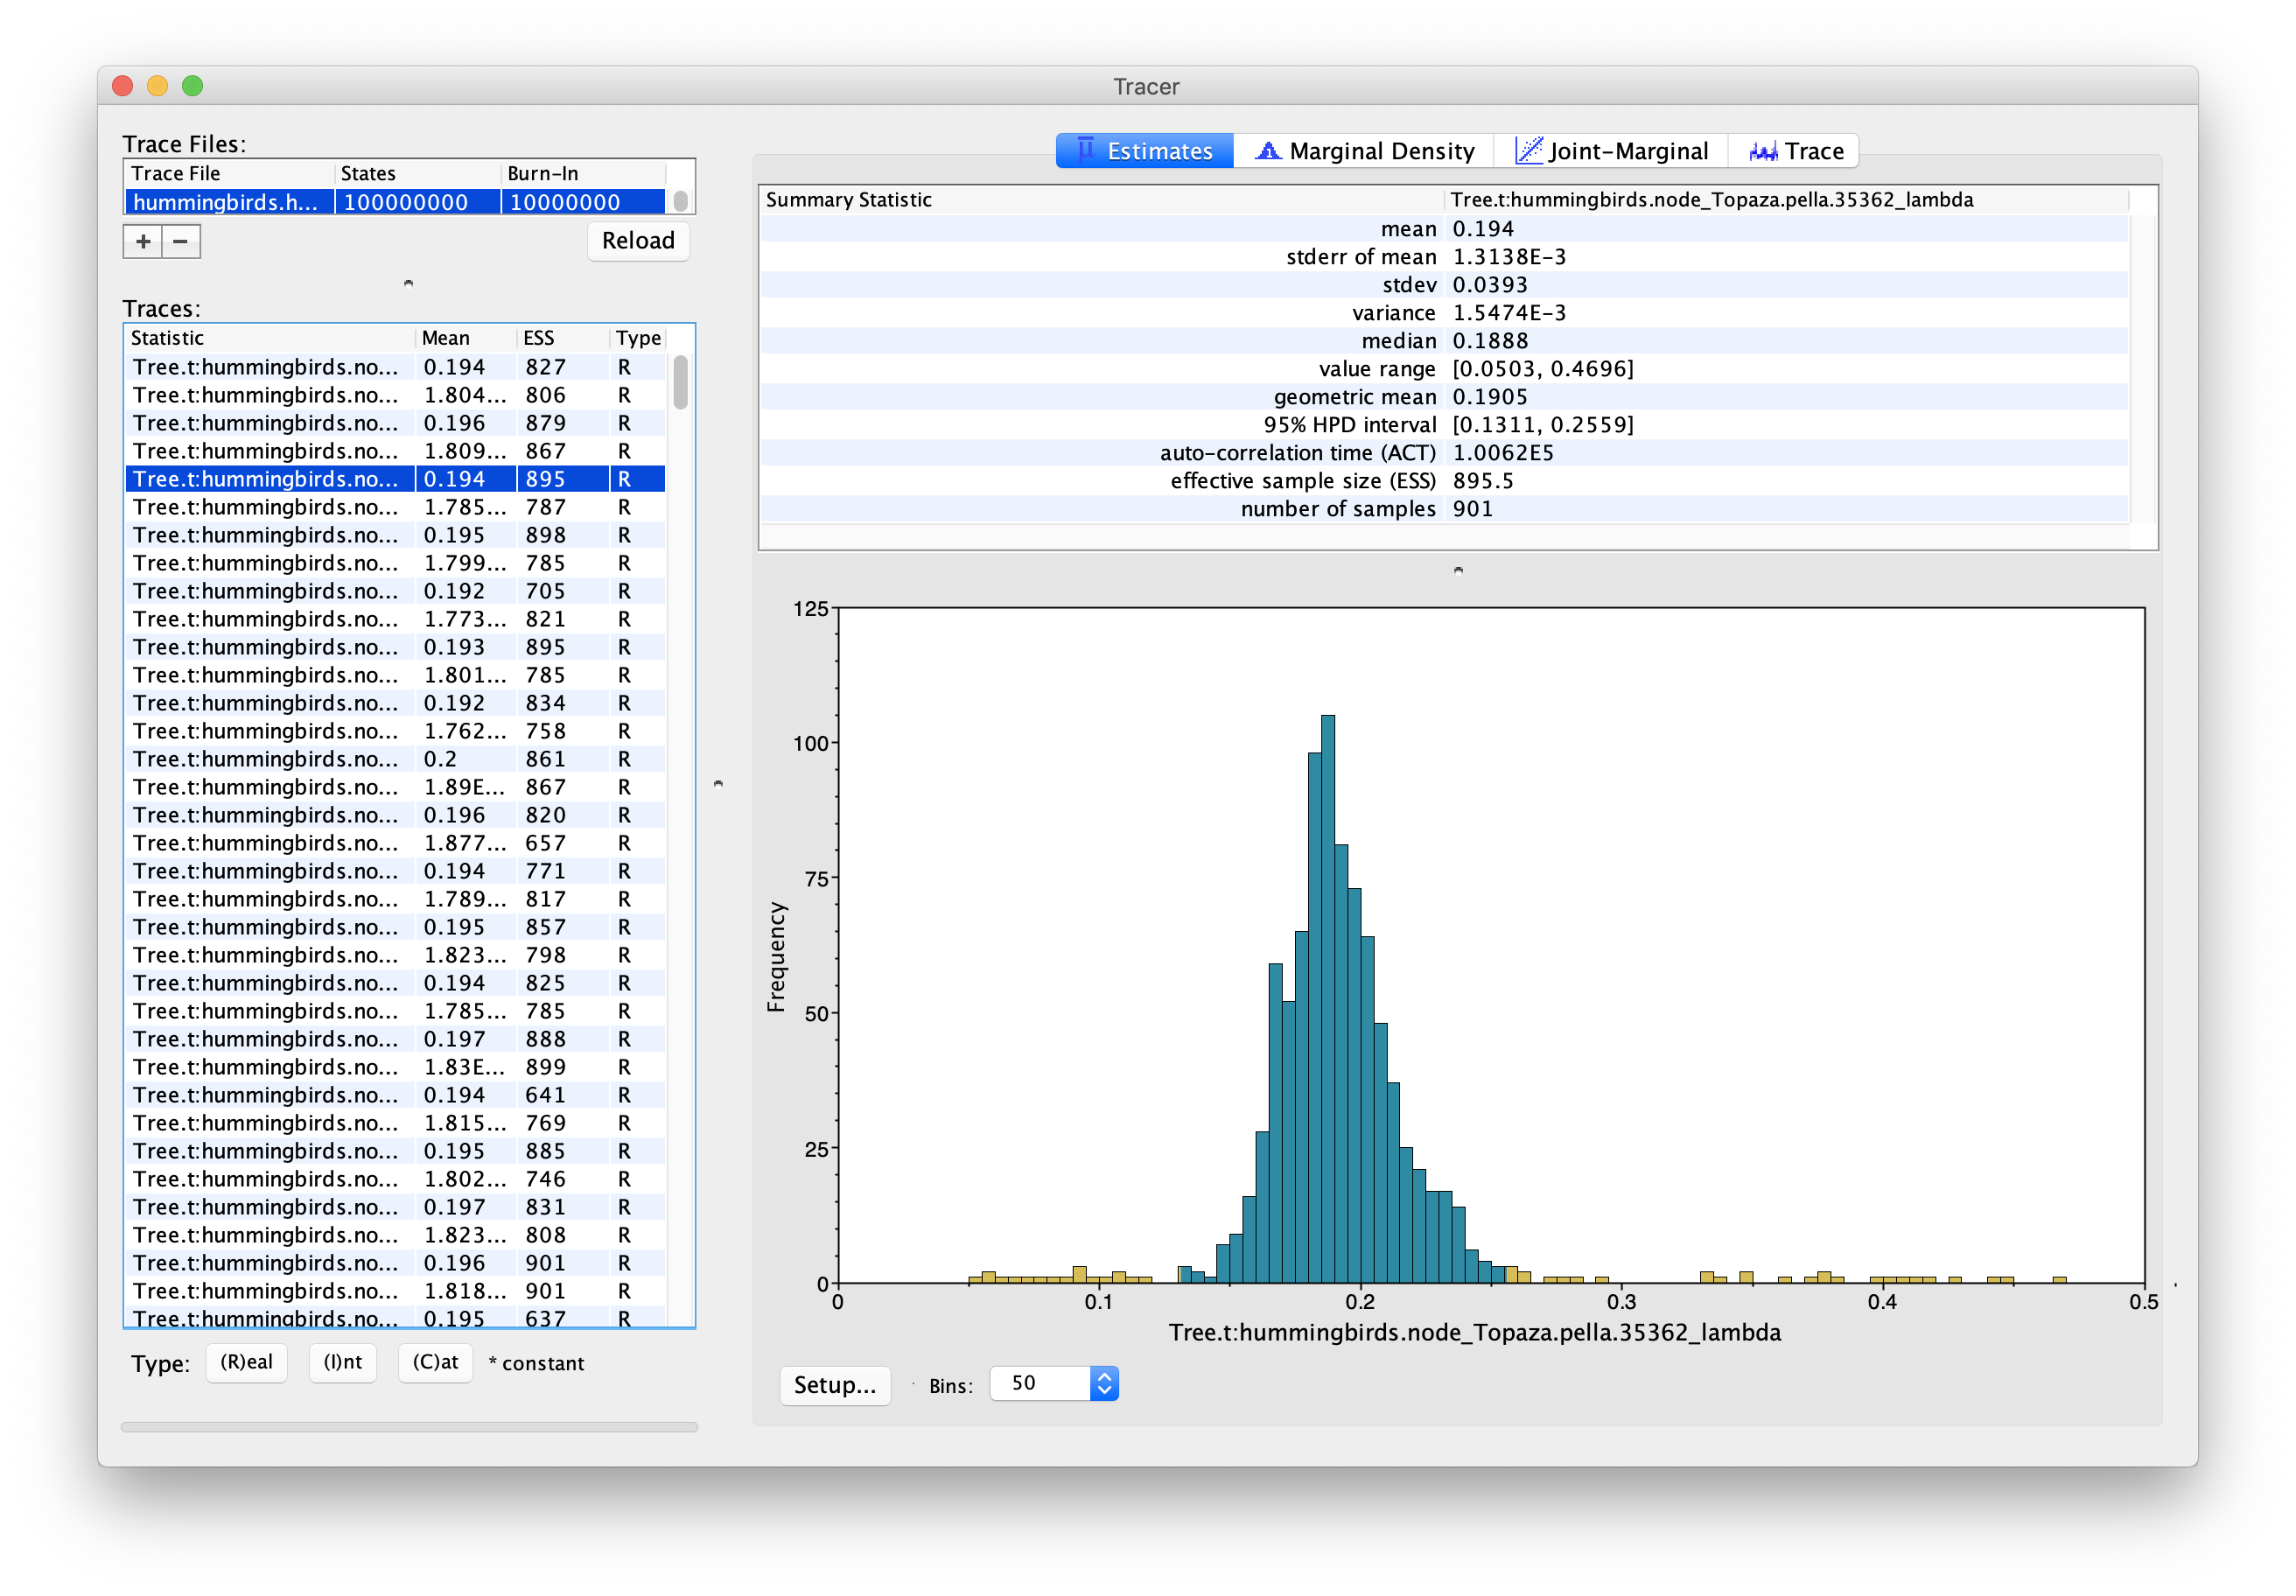 Tracer
Trace Files:
Trace File States Burn-In
hummingbirds.h... 100000000 10000000
+ − Reload
Traces:
Statistic Mean ESS Type
Tree.t:hummingbirds.no... 0.194 827 R
Tree.t:hummingbirds.no... 1.804... 806 R
Tree.t:hummingbirds.no... 0.196 879 R
Tree.t:hummingbirds.no... 1.809... 867 R
Tree.t:hummingbirds.no... 0.194 895 R
Tree.t:hummingbirds.no... 1.785... 787 R
Tree.t:hummingbirds.no... 0.195 898 R
Tree.t:hummingbirds.no... 1.799... 785 R
Tree.t:hummingbirds.no... 0.192 705 R
Tree.t:hummingbirds.no... 1.773... 821 R
Tree.t:hummingbirds.no... 0.193 895 R
Tree.t:hummingbirds.no... 1.801... 785 R
Tree.t:hummingbirds.no... 0.192 834 R
Tree.t:hummingbirds.no... 1.762... 758 R
Tree.t:hummingbirds.no... 0.2 861 R
Tree.t:hummingbirds.no... 1.89E... 867 R
Tree.t:hummingbirds.no... 0.196 820 R
Tree.t:hummingbirds.no... 1.877... 657 R
Tree.t:hummingbirds.no... 0.194 771 R
Tree.t:hummingbirds.no... 1.789... 817 R
Tree.t:hummingbirds.no... 0.195 857 R
Tree.t:hummingbirds.no... 1.823... 798 R
Tree.t:hummingbirds.no... 0.194 825 R
Tree.t:hummingbirds.no... 1.785... 785 R
Tree.t:hummingbirds.no... 0.197 888 R
Tree.t:hummingbirds.no... 1.83E... 899 R
Tree.t:hummingbirds.no... 0.194 641 R
Tree.t:hummingbirds.no... 1.815... 769 R
Tree.t:hummingbirds.no... 0.195 885 R
Tree.t:hummingbirds.no... 1.802... 746 R
Tree.t:hummingbirds.no... 0.197 831 R
Tree.t:hummingbirds.no... 1.823... 808 R
Tree.t:hummingbirds.no... 0.196 901 R
Tree.t:hummingbirds.no... 1.818... 901 R
Tree.t:hummingbirds.no... 0.195 637 R
Type: (R)eal (I)nt (C)at * constant
μ Estimates Marginal Density Joint-Marginal Trace
Summary Statistic Tree.t:hummingbirds.node_Topaza.pella.35362_lambda
mean 0.194
stderr of mean 1.3138E-3
stdev 0.0393
variance 1.5474E-3
median 0.1888
value range [0.0503, 0.4696]
geometric mean 0.1905
95% HPD interval [0.1311, 0.2559]
auto-correlation time (ACT) 1.0062E5
effective sample size (ESS) 895.5
number of samples 901
125
100
75
50
25
0
Frequency
0 0.1 0.2 0.3 0.4 0.5
Tree.t:hummingbirds.node_Topaza.pella.35362_lambda
Setup... Bins: 50